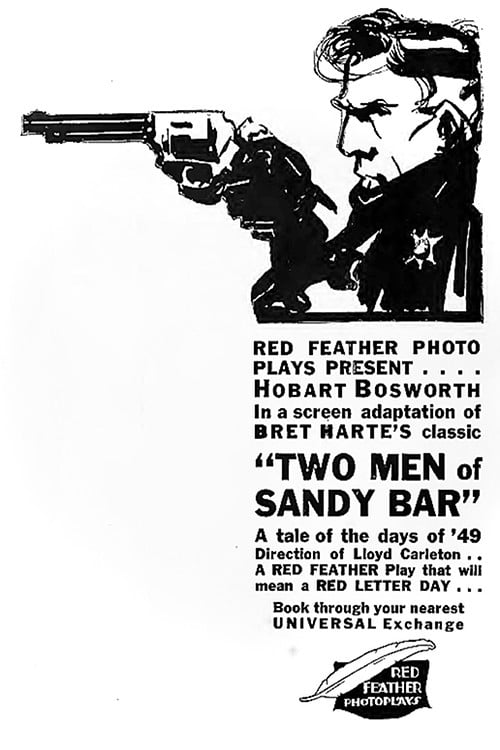 RED FEATHER PHOTO
PLAYS PRESENT . . . .
HOBART BOSWORTH
In a screen adaptation of
BRET HARTE'S classic
"TWO MEN of
SANDY BAR"
A tale of the days of '49
Direction of Lloyd Carleton . .
A RED FEATHER Play that will
mean a RED LETTER DAY . . .
Book through your nearest
UNIVERSAL Exchange
RED
FEATHER
PHOTOPLAYS